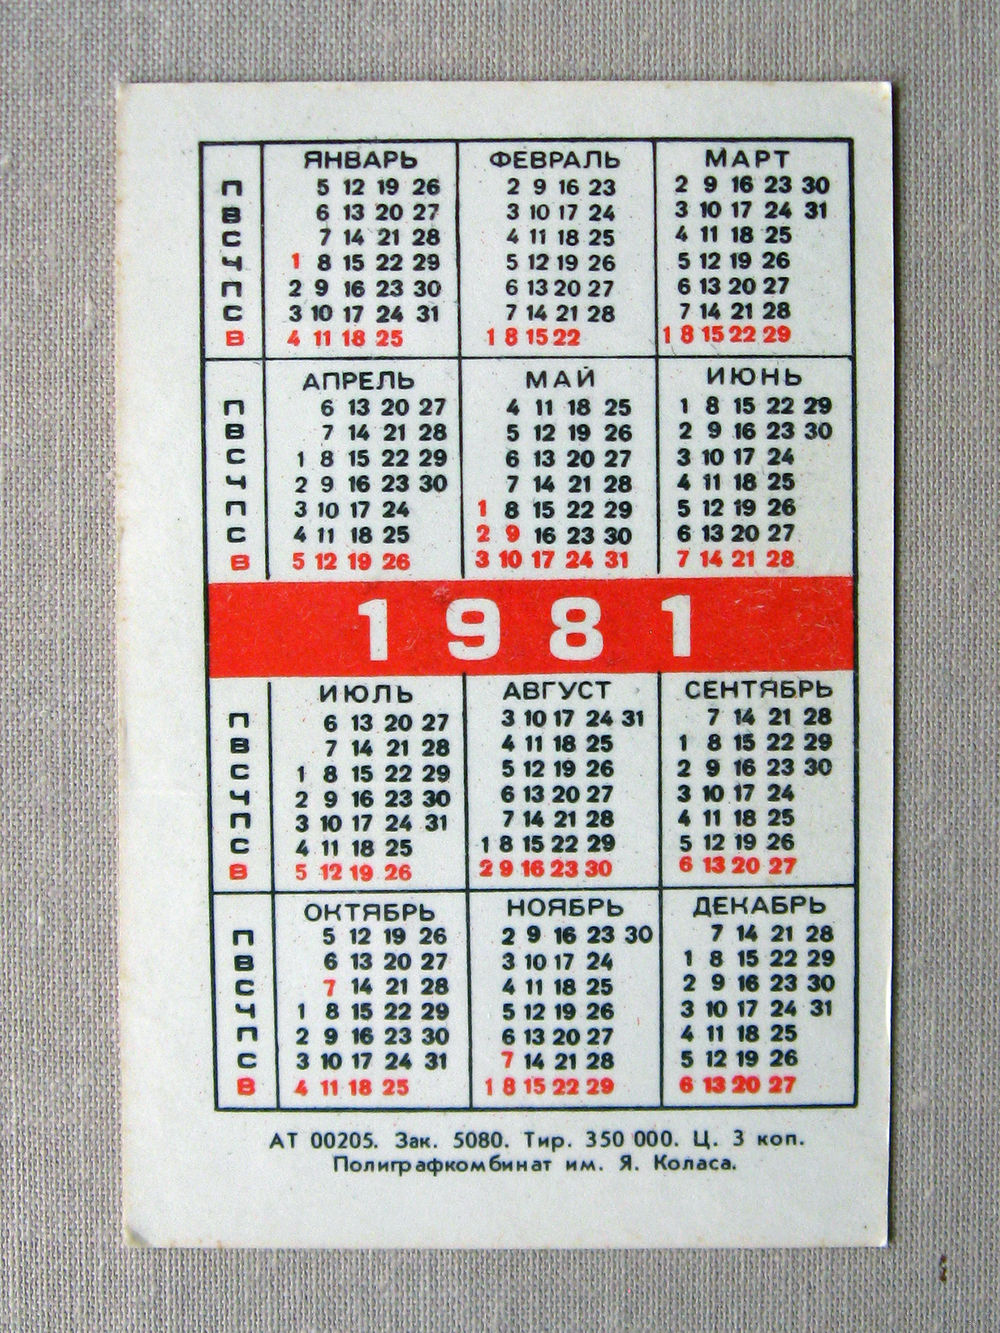 ЯНВАРЬ ФЕВРАЛЬ МАРТ
П 5 12 19 26 2 9 16 23 2 9 16 23 30
В 6 13 20 27 3 10 17 24 3 10 17 24 31
С 7 14 21 28 4 11 18 25 4 11 18 25
Ч 1 8 15 22 29 5 12 19 26 5 12 19 26
П 2 9 16 23 30 6 13 20 27 6 13 20 27
С 3 10 17 24 31 7 14 21 28 7 14 21 28
В 4 11 18 25 1 8 15 22 1 8 15 22 29
АПРЕЛЬ МАЙ ИЮНЬ
П 6 13 20 27 4 11 18 25 1 8 15 22 29
В 7 14 21 28 5 12 19 26 2 9 16 23 30
С 1 8 15 22 29 6 13 20 27 3 10 17 24
Ч 2 9 16 23 30 7 14 21 28 4 11 18 25
П 3 10 17 24 1 8 15 22 29 5 12 19 26
С 4 11 18 25 2 9 16 23 30 6 13 20 27
В 5 12 19 26 3 10 17 24 31 7 14 21 28
1981
ИЮЛЬ АВГУСТ СЕНТЯБРЬ
П 6 13 20 27 3 10 17 24 31 7 14 21 28
В 7 14 21 28 4 11 18 25 1 8 15 22 29
С 1 8 15 22 29 5 12 19 26 2 9 16 23 30
Ч 2 9 16 23 30 6 13 20 27 3 10 17 24
П 3 10 17 24 31 7 14 21 28 4 11 18 25
С 4 11 18 25 1 8 15 22 29 5 12 19 26
В 5 12 19 26 2 9 16 23 30 6 13 20 27
ОКТЯБРЬ НОЯБРЬ ДЕКАБРЬ
П 5 12 19 26 2 9 16 23 30 7 14 21 28
В 6 13 20 27 3 10 17 24 1 8 15 22 29
С 7 14 21 28 4 11 18 25 2 9 16 23 30
Ч 1 8 15 22 29 5 12 19 26 3 10 17 24 31
П 2 9 16 23 30 6 13 20 27 4 11 18 25
С 3 10 17 24 31 7 14 21 28 5 12 19 26
В 4 11 18 25 1 8 15 22 29 6 13 20 27
АТ 00205. Зак. 5080. Тир. 350 000. Ц. 3 коп.
Полиграфкомбинат им. Я. Коласа.